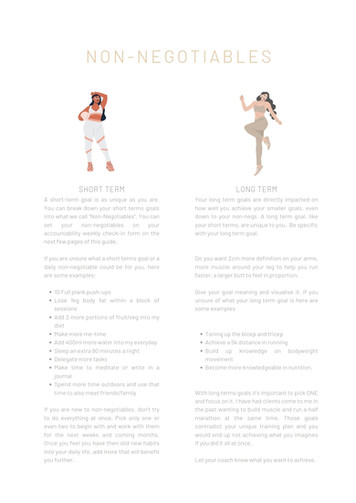 NON-NEGOTIABLES
SHORT TERM
A short-term goal is as unique as you are.
You can break down your short terms goals
into what we call "Non-Negotiables". You can
set your non-negotiables on your
accountability weekly check-in form on the
next few pages of this guide.
If you are unsure what a short terms goal or a
daily non-negotiable could be for you, here
are some examples:
10 Full plank push-ups
Lose 1kg body fat within a block of
sessions
Add 2 more portions of fruit/veg into my
diet
Make more me-time
Add 400ml more water into my everyday
Sleep an extra 90 minutes a night
Delegate more tasks
Make time to meditate or write in a
journal
Spend more time outdoors and use that
time to also meet friends/family
If you are new to non-negotiables, don't try
to do everything at once. Pick only one or
even two to begin with and work with them
for the next weeks and coming months.
Once you feel you have then add new habits
into your daily life, add more that will benefit
you further.
LONG TERM
Your long term goals are directly impacted on
how well you achieve your smaller goals, even
down to your non-negs. A long term goal, like
your short terms, are unique to you. Be specific
with your long term goal.
Do you want 2cm more definition on your arms,
more muscle around your leg to help you run
faster, a larger butt to feel in proportion.
Give your goal meaning and visualise it. If you
unsure of what your long term goal is here are
some examples:
Toning up the bicep and tricep
Achieve a 5k distance in running
Build up knowledge on bodyweight
movement
Become more knowledgeable in nutrition.
With long terms goals it's important to pick ONE
and focus on it. I have had clients come to me in
the past wanting to build muscle and run a half
marathon at the same time. Those goals
contradict your unique training plan and you
would end up not achieving what you imagines
if you did it all at once.
Let your coach know what you want to achieve.